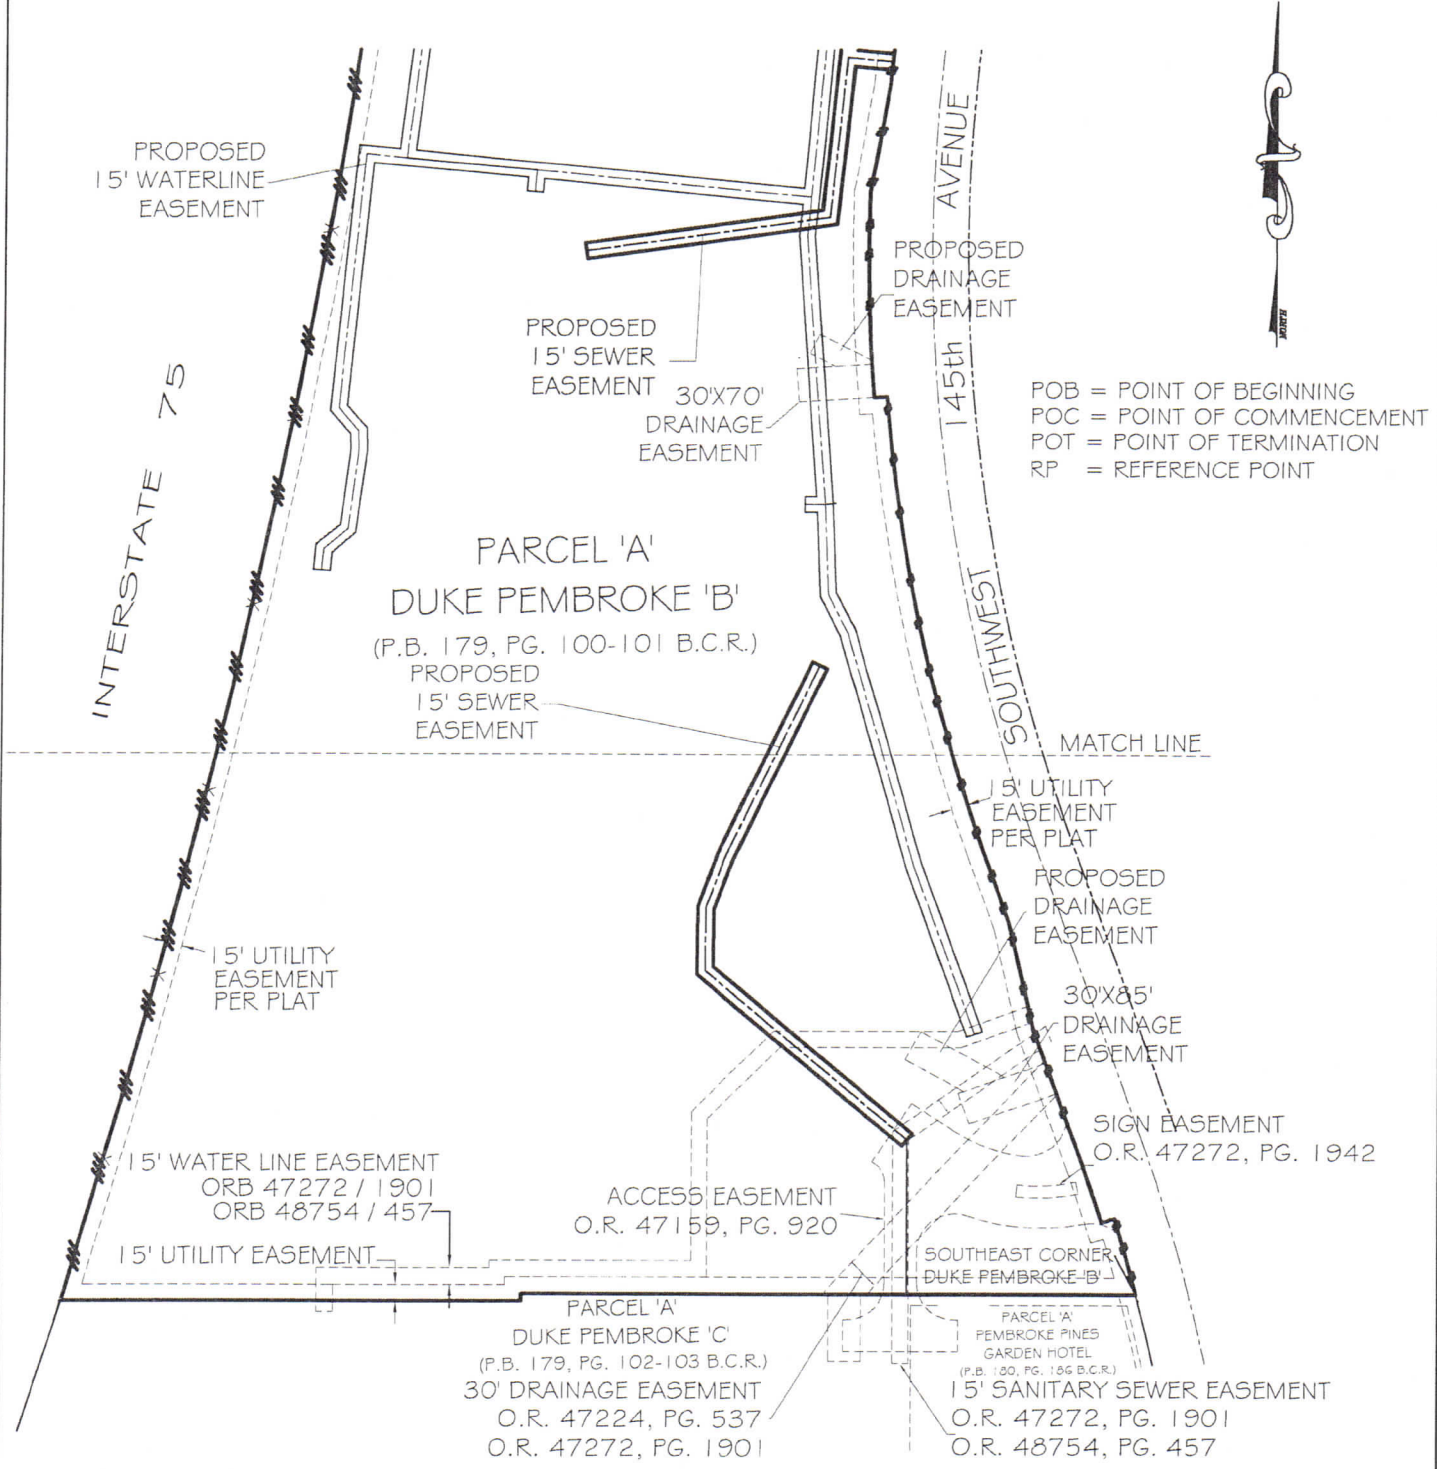 PROPOSED
15' WATERLINE
EASEMENT
INTERSTATE 75
PROPOSED
15' SEWER
EASEMENT
PROPOSED
DRAINAGE
EASEMENT
30'X70'
DRAINAGE
EASEMENT
SOUTHWEST 145th AVENUE
NORTH
POB = POINT OF BEGINNING
POC = POINT OF COMMENCEMENT
POT = POINT OF TERMINATION
RP = REFERENCE POINT
PARCEL 'A'
DUKE PEMBROKE 'B'
(P.B. 179, PG. 100-101 B.C.R.)
PROPOSED
15' SEWER
EASEMENT
MATCH LINE
15' UTILITY
EASEMENT
PER PLAT
15' UTILITY
EASEMENT
PER PLAT
PROPOSED
DRAINAGE
EASEMENT
30'X85'
DRAINAGE
EASEMENT
SIGN EASEMENT
O.R. 47272, PG. 1942
15' WATER LINE EASEMENT
ORB 47272 / 1901
ORB 48754 / 457
15' UTILITY EASEMENT
ACCESS EASEMENT
O.R. 47159, PG. 920
SOUTHEAST CORNER
DUKE PEMBROKE 'B'
PARCEL 'A'
DUKE PEMBROKE 'C'
(P.B. 179, PG. 102-103 B.C.R.)
30' DRAINAGE EASEMENT
O.R. 47224, PG. 537
O.R. 47272, PG. 1901
PARCEL 'A'
PEMBROKE PINES
GARDEN HOTEL
(P.B. 180, PG. 186 B.C.R.)
15' SANITARY SEWER EASEMENT
O.R. 47272, PG. 1901
O.R. 48754, PG. 457